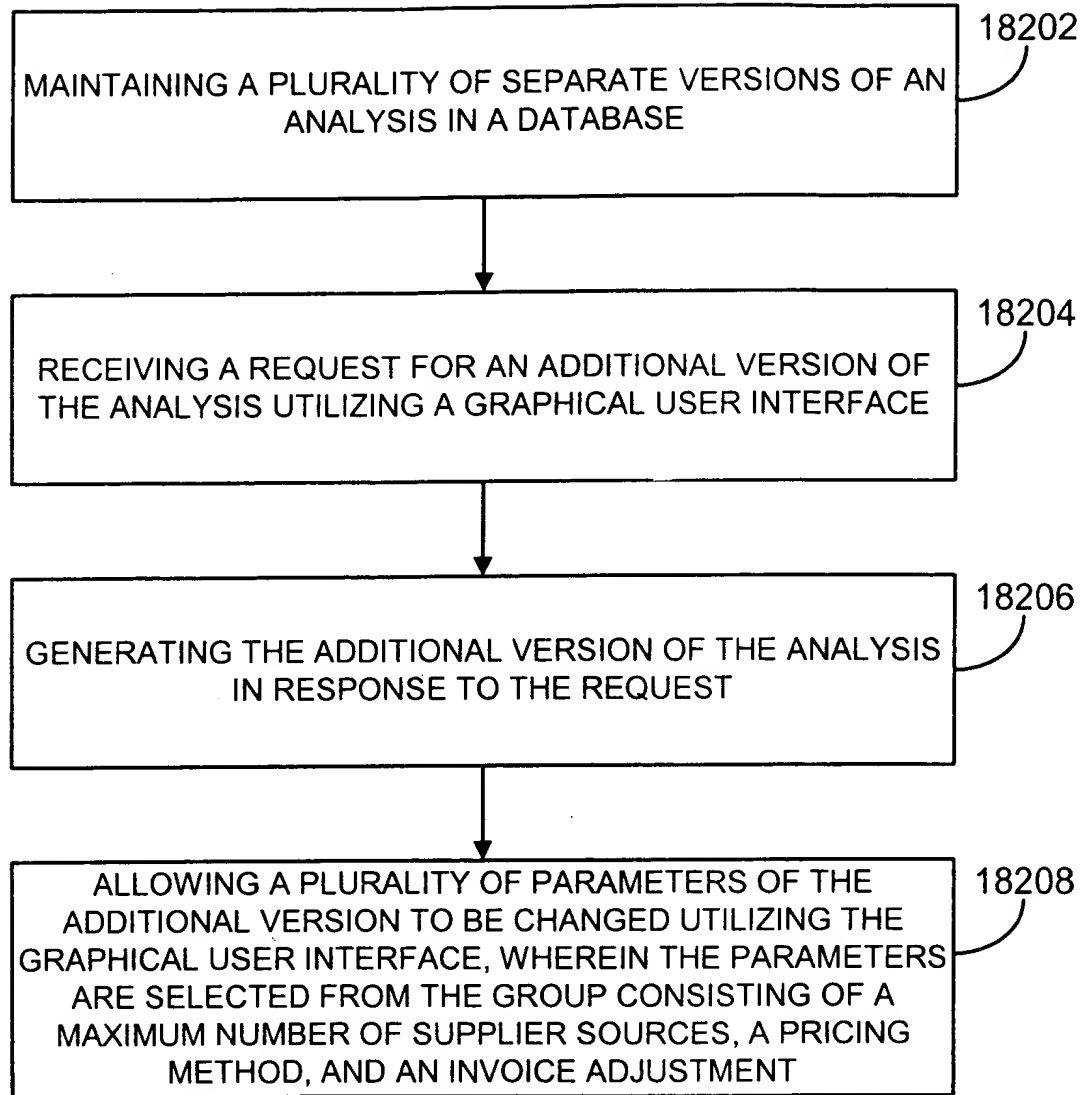 18202
MAINTAINING A PLURALITY OF SEPARATE VERSIONS OF AN
ANALYSIS IN A DATABASE
18204
RECEIVING A REQUEST FOR AN ADDITIONAL VERSION OF
THE ANALYSIS UTILIZING A GRAPHICAL USER INTERFACE
18206
GENERATING THE ADDITIONAL VERSION OF THE ANALYSIS
IN RESPONSE TO THE REQUEST
18208
ALLOWING A PLURALITY OF PARAMETERS OF THE
ADDITIONAL VERSION TO BE CHANGED UTILIZING THE
GRAPHICAL USER INTERFACE, WHEREIN THE PARAMETERS
ARE SELECTED FROM THE GROUP CONSISTING OF A
MAXIMUM NUMBER OF SUPPLIER SOURCES, A PRICING
METHOD, AND AN INVOICE ADJUSTMENT